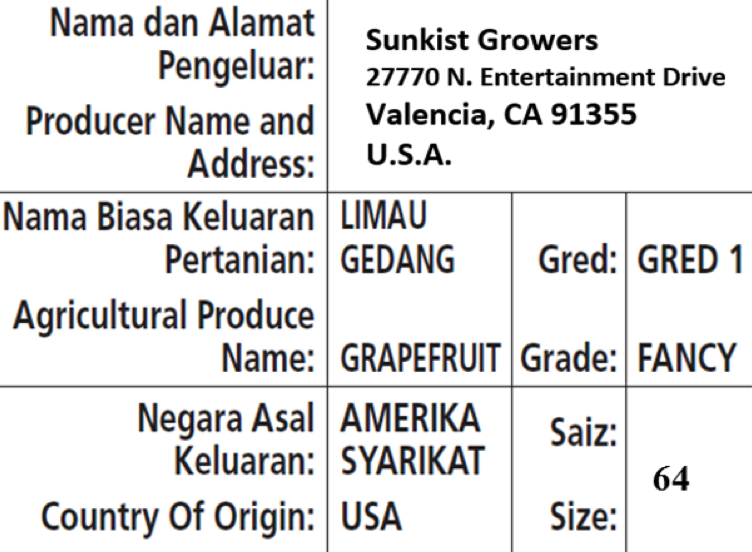 Nama dan Alamat
Pengeluar:
Producer Name and
Address:
Sunkist Growers
27770 N. Entertainment Drive
Valencia, CA 91355
U.S.A.
Nama Biasa Keluaran
Pertanian:
LIMAU
GEDANG
Gred:
GRED 1
Agricultural Produce
Name:
GRAPEFRUIT
Grade:
FANCY
Negara Asal
Keluaran:
AMERIKA
SYARIKAT
Saiz:
Country Of Origin:
USA
Size:
64